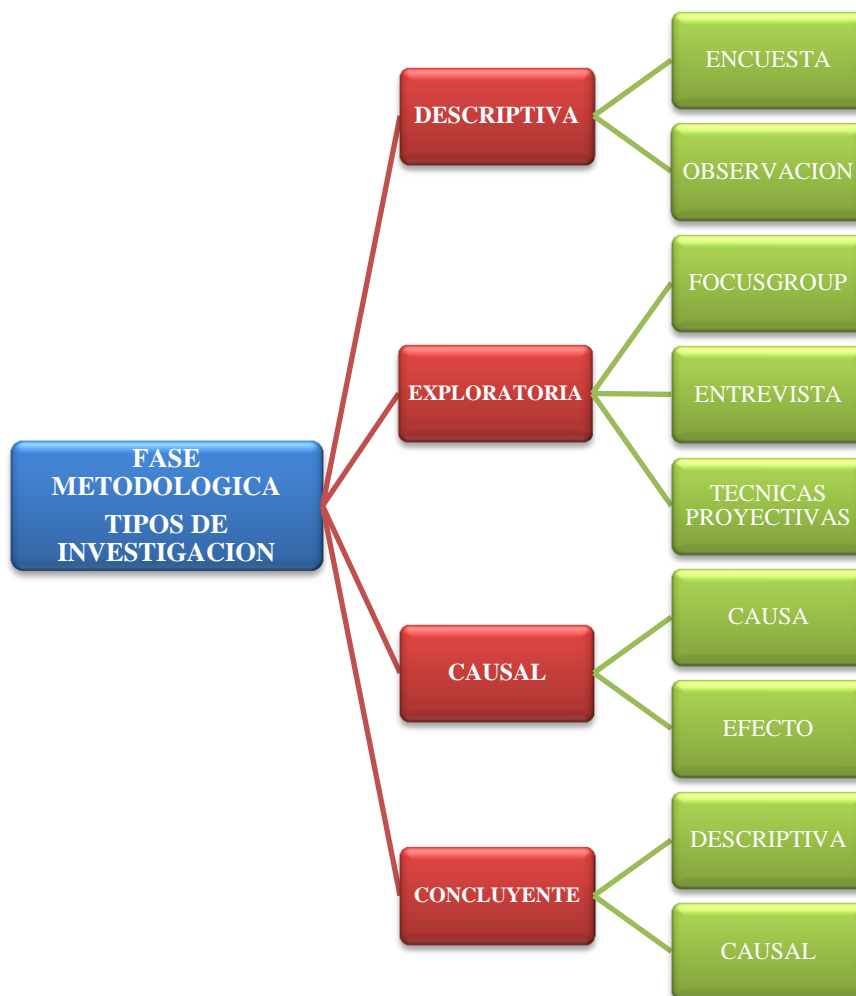 FASE
METODOLOGICA
TIPOS DE
INVESTIGACION
DESCRIPTIVA
ENCUESTA
OBSERVACION
EXPLORATORIA
FOCUSGROUP
ENTREVISTA
TECNICAS
PROYECTIVAS
CAUSAL
CAUSA
EFECTO
CONCLUYENTE
DESCRIPTIVA
CAUSAL